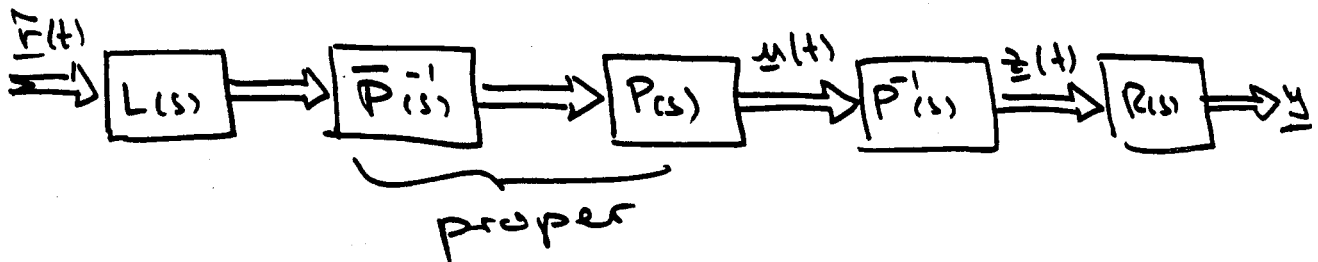 r̄(t) L(s) P̄⁻¹(s) P(s) u(t) P⁻¹(s) z(t) R(s) y
proper